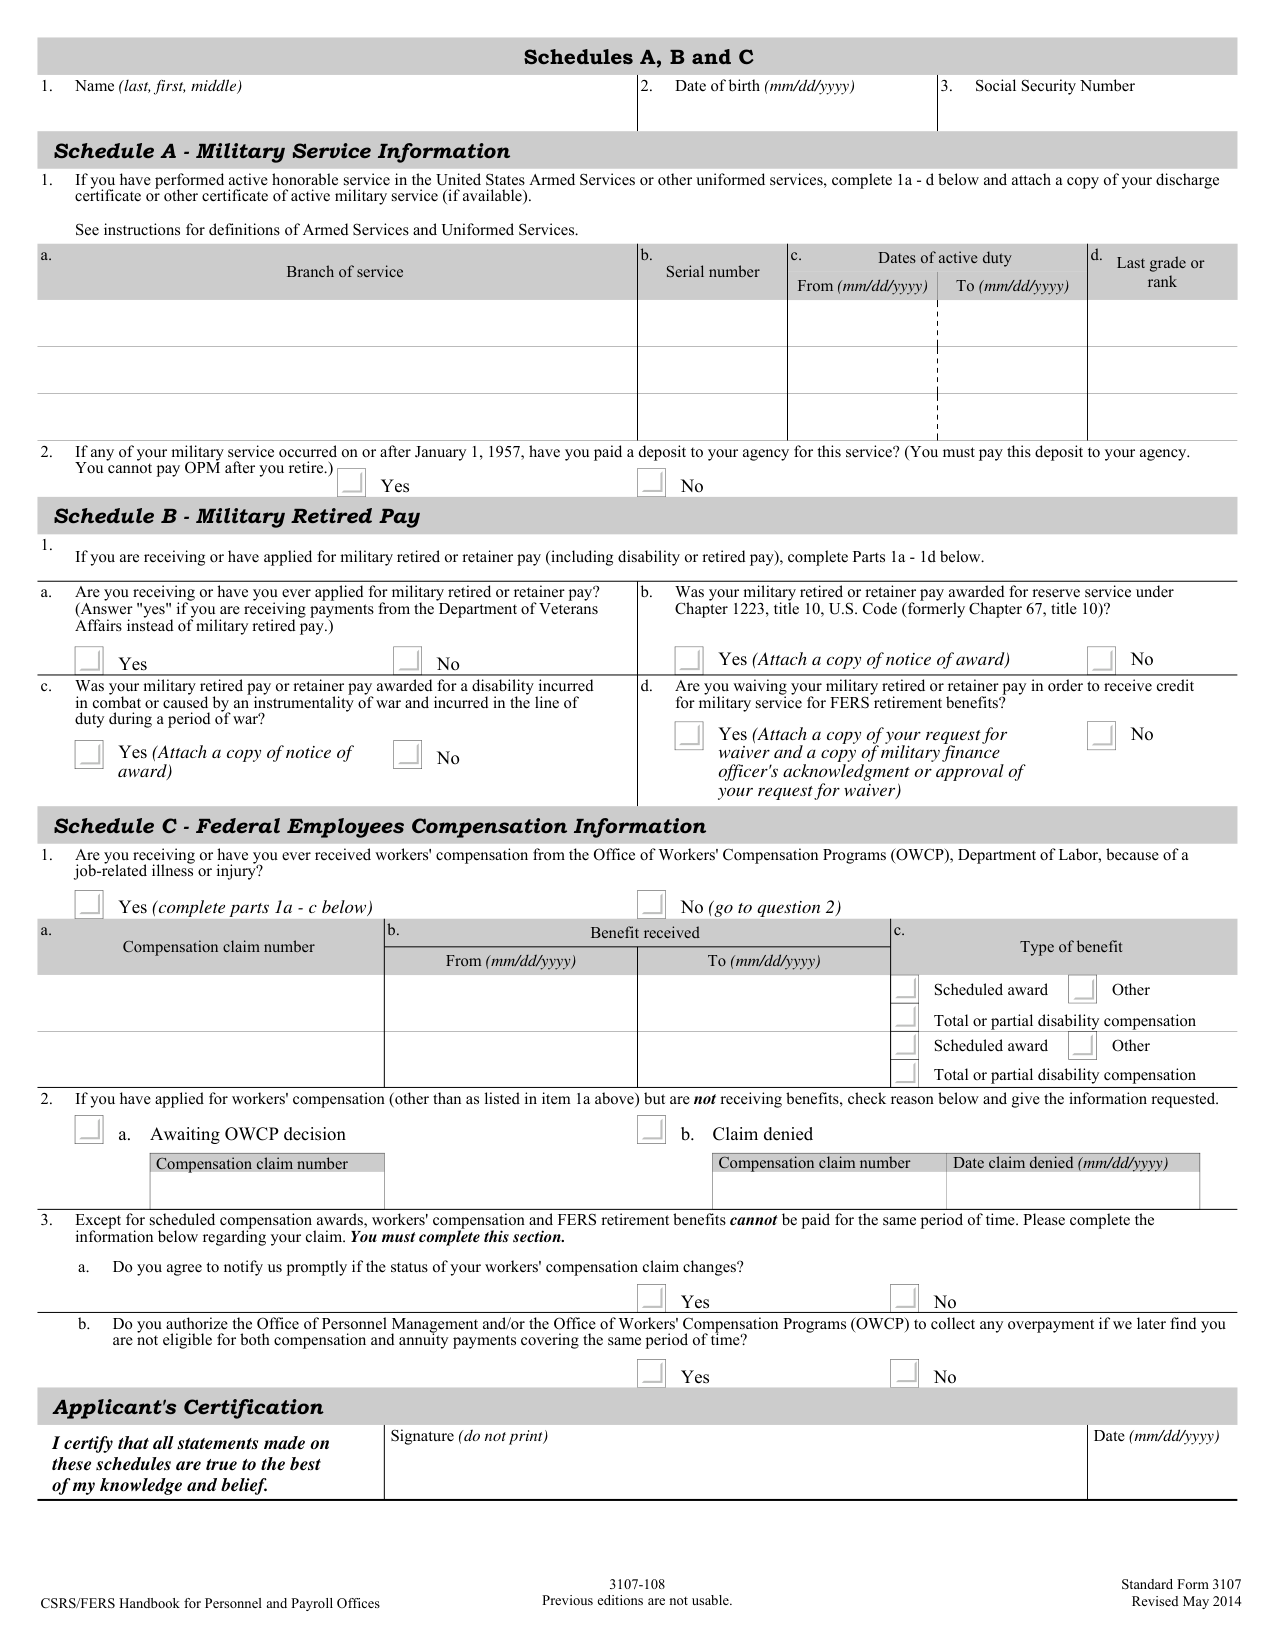 Schedules A, B and C
1. Name (last, first, middle)
2. Date of birth (mm/dd/yyyy)
3. Social Security Number
Schedule A - Military Service Information
1. If you have performed active honorable service in the United States Armed Services or other uniformed services, complete 1a - d below and attach a copy of your discharge
certificate or other certificate of active military service (if available).
See instructions for definitions of Armed Services and Uniformed Services.
a. Branch of service
b. Serial number
c. Dates of active duty
From (mm/dd/yyyy)
To (mm/dd/yyyy)
d. Last grade or
rank
2. If any of your military service occurred on or after January 1, 1957, have you paid a deposit to your agency for this service? (You must pay this deposit to your agency.
You cannot pay OPM after you retire.)
Yes
No
Schedule B - Military Retired Pay
1. If you are receiving or have applied for military retired or retainer pay (including disability or retired pay), complete Parts 1a - 1d below.
a. Are you receiving or have you ever applied for military retired or retainer pay?
(Answer "yes" if you are receiving payments from the Department of Veterans
Affairs instead of military retired pay.)
Yes
No
b. Was your military retired or retainer pay awarded for reserve service under
Chapter 1223, title 10, U.S. Code (formerly Chapter 67, title 10)?
Yes (Attach a copy of notice of award)
No
c. Was your military retired pay or retainer pay awarded for a disability incurred
in combat or caused by an instrumentality of war and incurred in the line of
duty during a period of war?
Yes (Attach a copy of notice of
award)
No
d. Are you waiving your military retired or retainer pay in order to receive credit
for military service for FERS retirement benefits?
Yes (Attach a copy of your request for
waiver and a copy of military finance
officer's acknowledgment or approval of
your request for waiver)
No
Schedule C - Federal Employees Compensation Information
1. Are you receiving or have you ever received workers' compensation from the Office of Workers' Compensation Programs (OWCP), Department of Labor, because of a
job-related illness or injury?
Yes (complete parts 1a - c below)
No (go to question 2)
a. Compensation claim number
b. Benefit received
From (mm/dd/yyyy)
To (mm/dd/yyyy)
c. Type of benefit
Scheduled award
Other
Total or partial disability compensation
Scheduled award
Other
Total or partial disability compensation
2. If you have applied for workers' compensation (other than as listed in item 1a above) but are not receiving benefits, check reason below and give the information requested.
a. Awaiting OWCP decision
b. Claim denied
Compensation claim number
Compensation claim number
Date claim denied (mm/dd/yyyy)
3. Except for scheduled compensation awards, workers' compensation and FERS retirement benefits cannot be paid for the same period of time. Please complete the
information below regarding your claim. You must complete this section.
a. Do you agree to notify us promptly if the status of your workers' compensation claim changes?
Yes
No
b. Do you authorize the Office of Personnel Management and/or the Office of Workers' Compensation Programs (OWCP) to collect any overpayment if we later find you
are not eligible for both compensation and annuity payments covering the same period of time?
Yes
No
Applicant's Certification
I certify that all statements made on
these schedules are true to the best
of my knowledge and belief.
Signature (do not print)
Date (mm/dd/yyyy)
CSRS/FERS Handbook for Personnel and Payroll Offices
3107-108
Previous editions are not usable.
Standard Form 3107
Revised May 2014